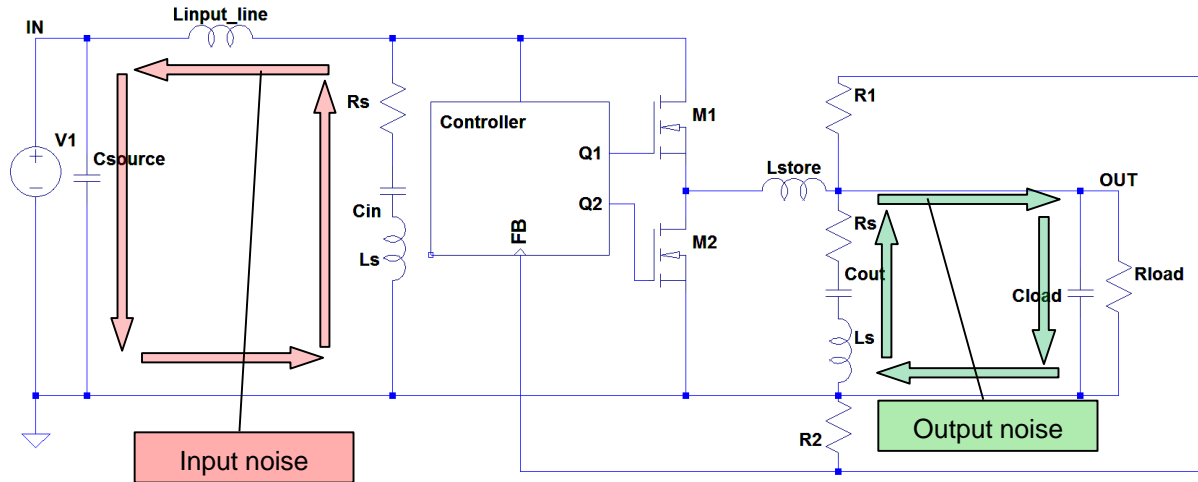 Linput_line
IN
Rs
R1
M1
Controller
V1
Csource
Q1
Lstore
OUT
Q2
Cin
FB
M2
Rs
Ls
Cout
Cload
Rload
Ls
R2
Input noise
Output noise